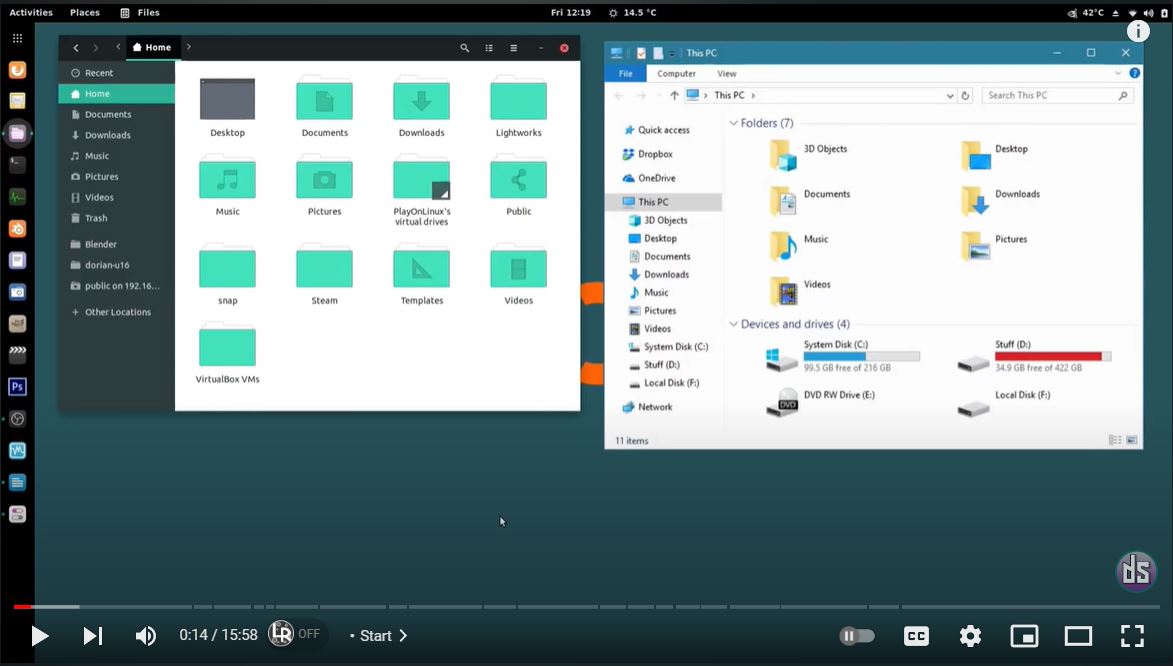 Activities Places Files Fri 12:19 14.5 °C 42°C
Home
Recent
Home
Documents
Downloads
Music
Pictures
Videos
Trash
Blender
dorian-u16
public on 192.16...
+ Other Locations
Desktop Documents Downloads Lightworks
Music Pictures PlayOnLinux's Public
virtual drives
snap Steam Templates Videos
VirtualBox VMs
This PC
File Computer View
This PC Search This PC
Quick access
Dropbox
OneDrive
This PC
3D Objects
Desktop
Documents
Downloads
Music
Pictures
Videos
System Disk (C:)
Stuff (D:)
Local Disk (F:)
Network
Folders (7)
3D Objects Desktop
Documents Downloads
Music Pictures
Videos
Devices and drives (4)
System Disk (C:) Stuff (D:)
99.5 GB free of 216 GB 34.9 GB free of 422 GB
DVD RW Drive (E:) Local Disk (F:)
DVD
11 items
Ps
ds
0:14 / 15:58 LR OFF • Start CC